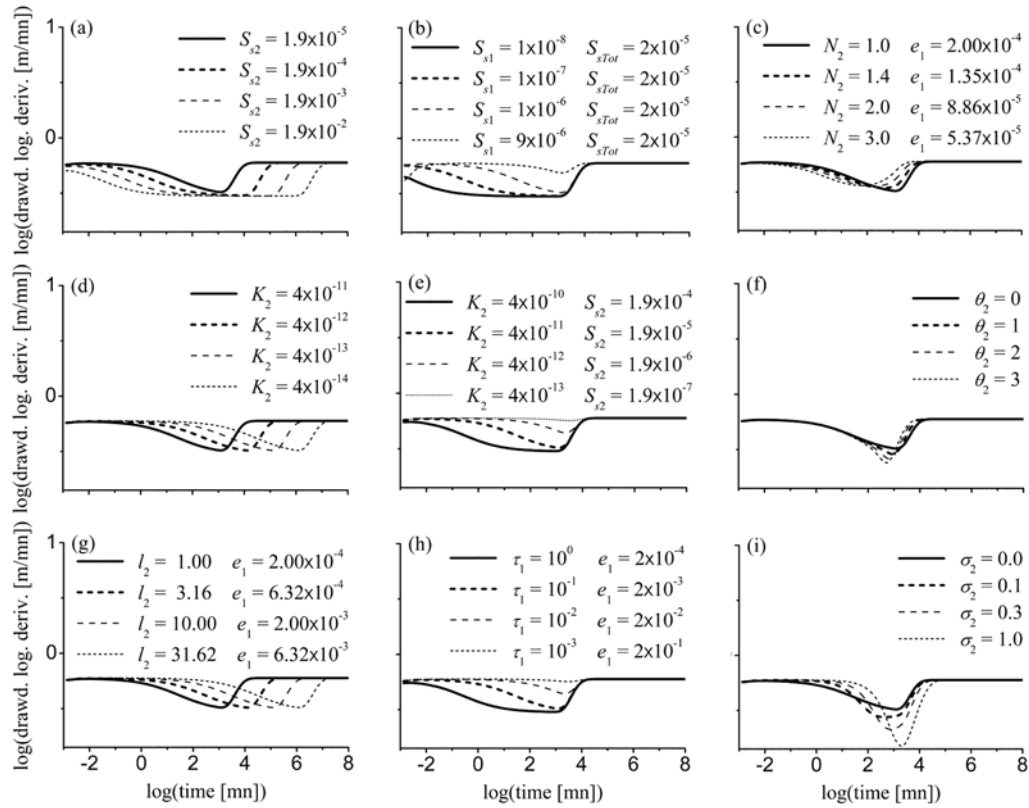 (a)
S_s2 = 1.9x10^-5
S_s2 = 1.9x10^-4
S_s2 = 1.9x10^-3
S_s2 = 1.9x10^-2
1
0
log(drawd. log. deriv. [m/mn])
(b)
S_s1 = 1x10^-8 S_sTot = 2x10^-5
S_s1 = 1x10^-7 S_sTot = 2x10^-5
S_s1 = 1x10^-6 S_sTot = 2x10^-5
S_s1 = 9x10^-6 S_sTot = 2x10^-5
(c)
N_2 = 1.0 e_1 = 2.00x10^-4
N_2 = 1.4 e_1 = 1.35x10^-4
N_2 = 2.0 e_1 = 8.86x10^-5
N_2 = 3.0 e_1 = 5.37x10^-5
(d)
K_2 = 4x10^-11
K_2 = 4x10^-12
K_2 = 4x10^-13
K_2 = 4x10^-14
1
0
log(drawd. log. deriv. [m/mn])
(e)
K_2 = 4x10^-10 S_s2 = 1.9x10^-4
K_2 = 4x10^-11 S_s2 = 1.9x10^-5
K_2 = 4x10^-12 S_s2 = 1.9x10^-6
K_2 = 4x10^-13 S_s2 = 1.9x10^-7
(f)
θ_2 = 0
θ_2 = 1
θ_2 = 2
θ_2 = 3
(g)
l_2 = 1.00 e_1 = 2.00x10^-4
l_2 = 3.16 e_1 = 6.32x10^-4
l_2 = 10.00 e_1 = 2.00x10^-3
l_2 = 31.62 e_1 = 6.32x10^-3
1
0
log(drawd. log. deriv. [m/mn])
(h)
τ_1 = 10^0 e_1 = 2x10^-4
τ_1 = 10^-1 e_1 = 2x10^-3
τ_1 = 10^-2 e_1 = 2x10^-2
τ_1 = 10^-3 e_1 = 2x10^-1
(i)
σ_2 = 0.0
σ_2 = 0.1
σ_2 = 0.3
σ_2 = 1.0
-2 0 2 4 6 8
-2 0 2 4 6 8
-2 0 2 4 6 8
log(time [mn])
log(time [mn])
log(time [mn])